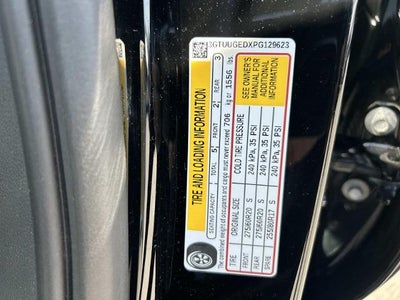 3GTUUGEDXPG129623
TIRE AND LOADING INFORMATION
SEATING CAPACITY TOTAL 5 FRONT 2 REAR 3
The combined weight of occupants and cargo must never exceed 706 kg or 1556 lbs.
TIRE ORIGINAL SIZE COLD TIRE PRESSURE
FRONT 275/60R20 S 240 kPa, 35 PSI
REAR 275/60R20 S 240 kPa, 35 PSI
SPARE 255/80R17 S 240 kPa, 35 PSI
SEE OWNER'S
MANUAL FOR
ADDITIONAL
INFORMATION